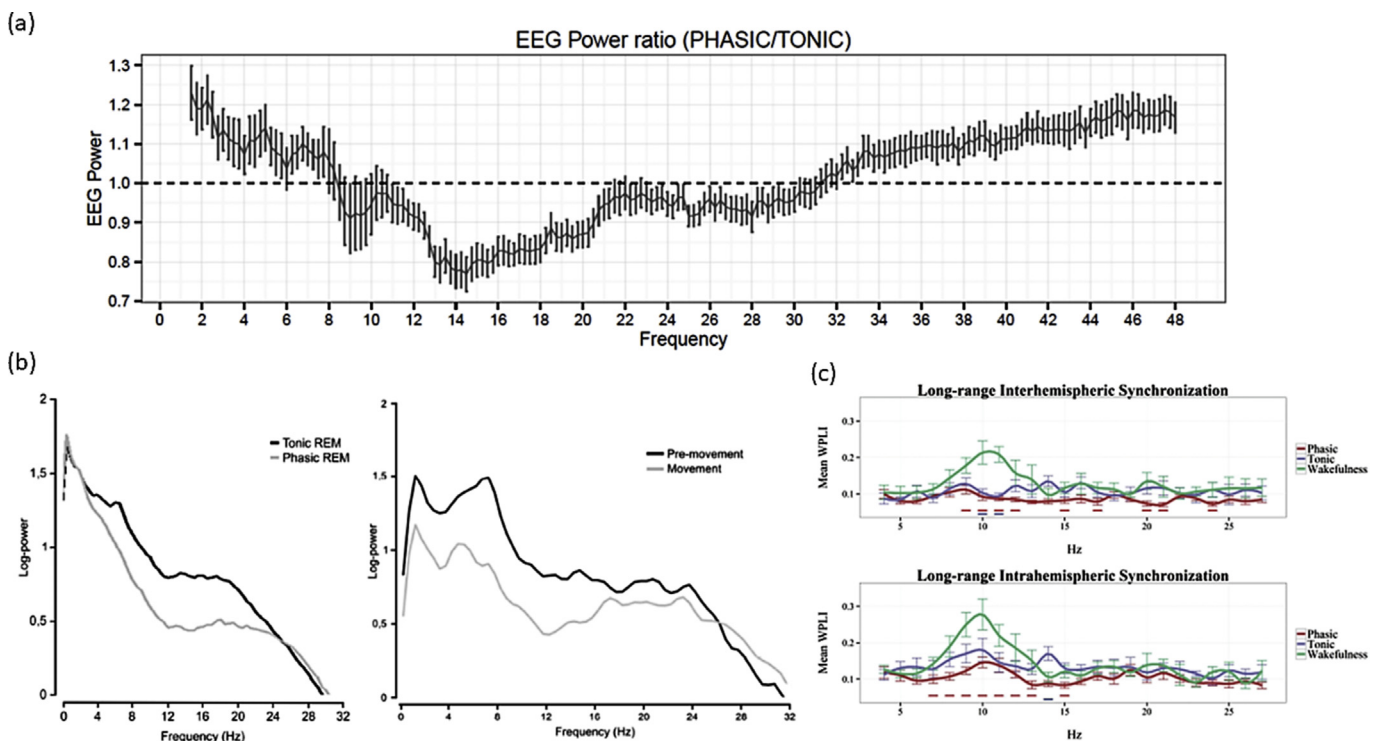 (a)
EEG Power ratio (PHASIC/TONIC)
EEG Power
1.3
1.2
1.1
1.0
0.9
0.8
0.7
0 2 4 6 8 10 12 14 16 18 20 22 24 26 28 30 32 34 36 38 40 42 44 46 48
Frequency
(b)
Log-power
2
1.5
1
0.5
0
Tonic REM
Phasic REM
0 4 8 12 16 19 24 28 32
Frequency (Hz)
Log-power
2
1.5
1
0.5
0
Pre-movement
Movement
0 4 8 12 16 20 24 28 32
Frequency (Hz)
(c)
Long-range Interhemispheric Synchronization
Mean WPLI
0.3
0.2
0.1
Phasic
Tonic
Wakefulness
5 10 15 20 25
Hz
Long-range Intrahemispheric Synchronization
Mean WPLI
0.3
0.2
0.1
Phasic
Tonic
Wakefulness
5 10 15 20 25
Hz